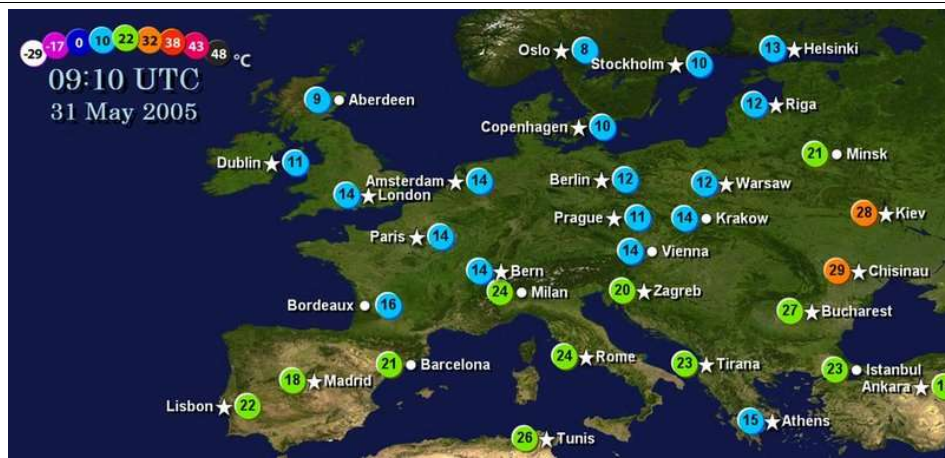 -29 -17 0 10 22 32 38 43 48 °C
09:10 UTC
31 May 2005
Oslo 8
Stockholm 10
13 Helsinki
9 Aberdeen
12 Riga
Copenhagen 10
21 Minsk
Dublin 11
Amsterdam 14
14 London
Berlin 12
12 Warsaw
Prague 11
14 Krakow
28 Kiev
Paris 14
14 Vienna
14 Bern
29 Chisinau
24 Milan
20 Zagreb
Bordeaux 16
27 Bucharest
24 Rome
21 Barcelona
23 Tirana
23 Istanbul
18 Madrid
Ankara
Lisbon 22
15 Athens
26 Tunis